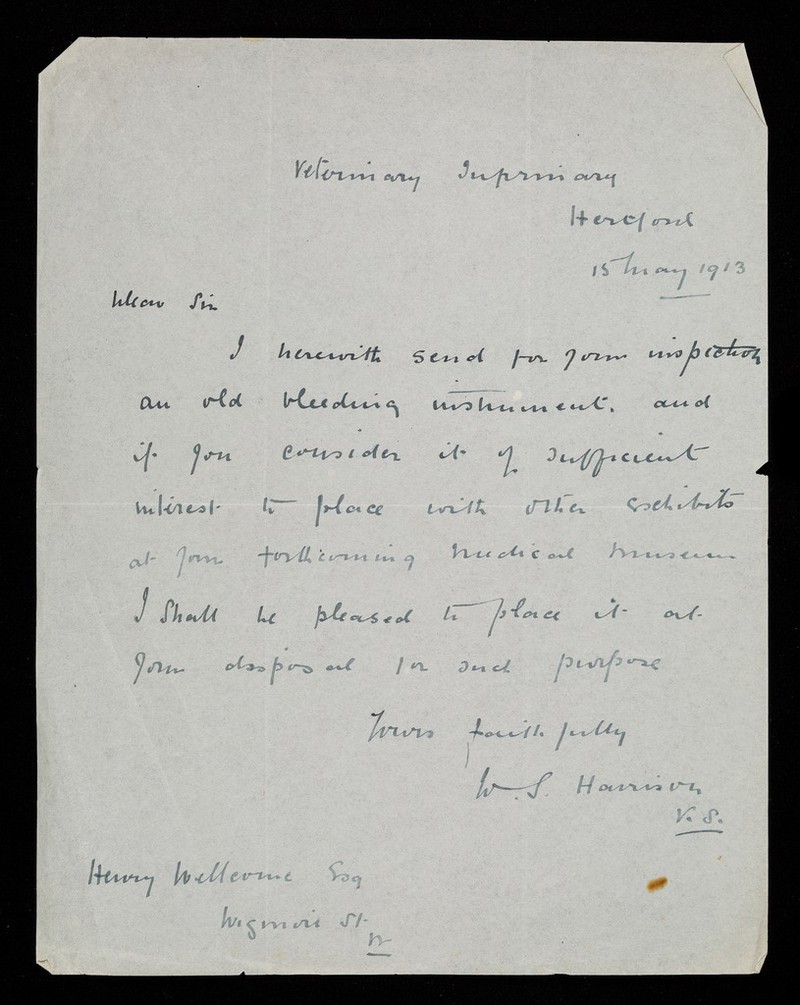 Veterinary Infirmary
Hereford
15 May 1913
Dear Sir
I herewith send for your inspection
an old bleeding instrument. and
if you consider it of sufficient
interest to place with other exhibits
at your forthcoming Medical Museum
I shall be pleased to place it at
your disposal for such purpose
Yours faithfully
W. S. Harrison
V. S.
Henry Wellcome Esq
Wigmore St.
W